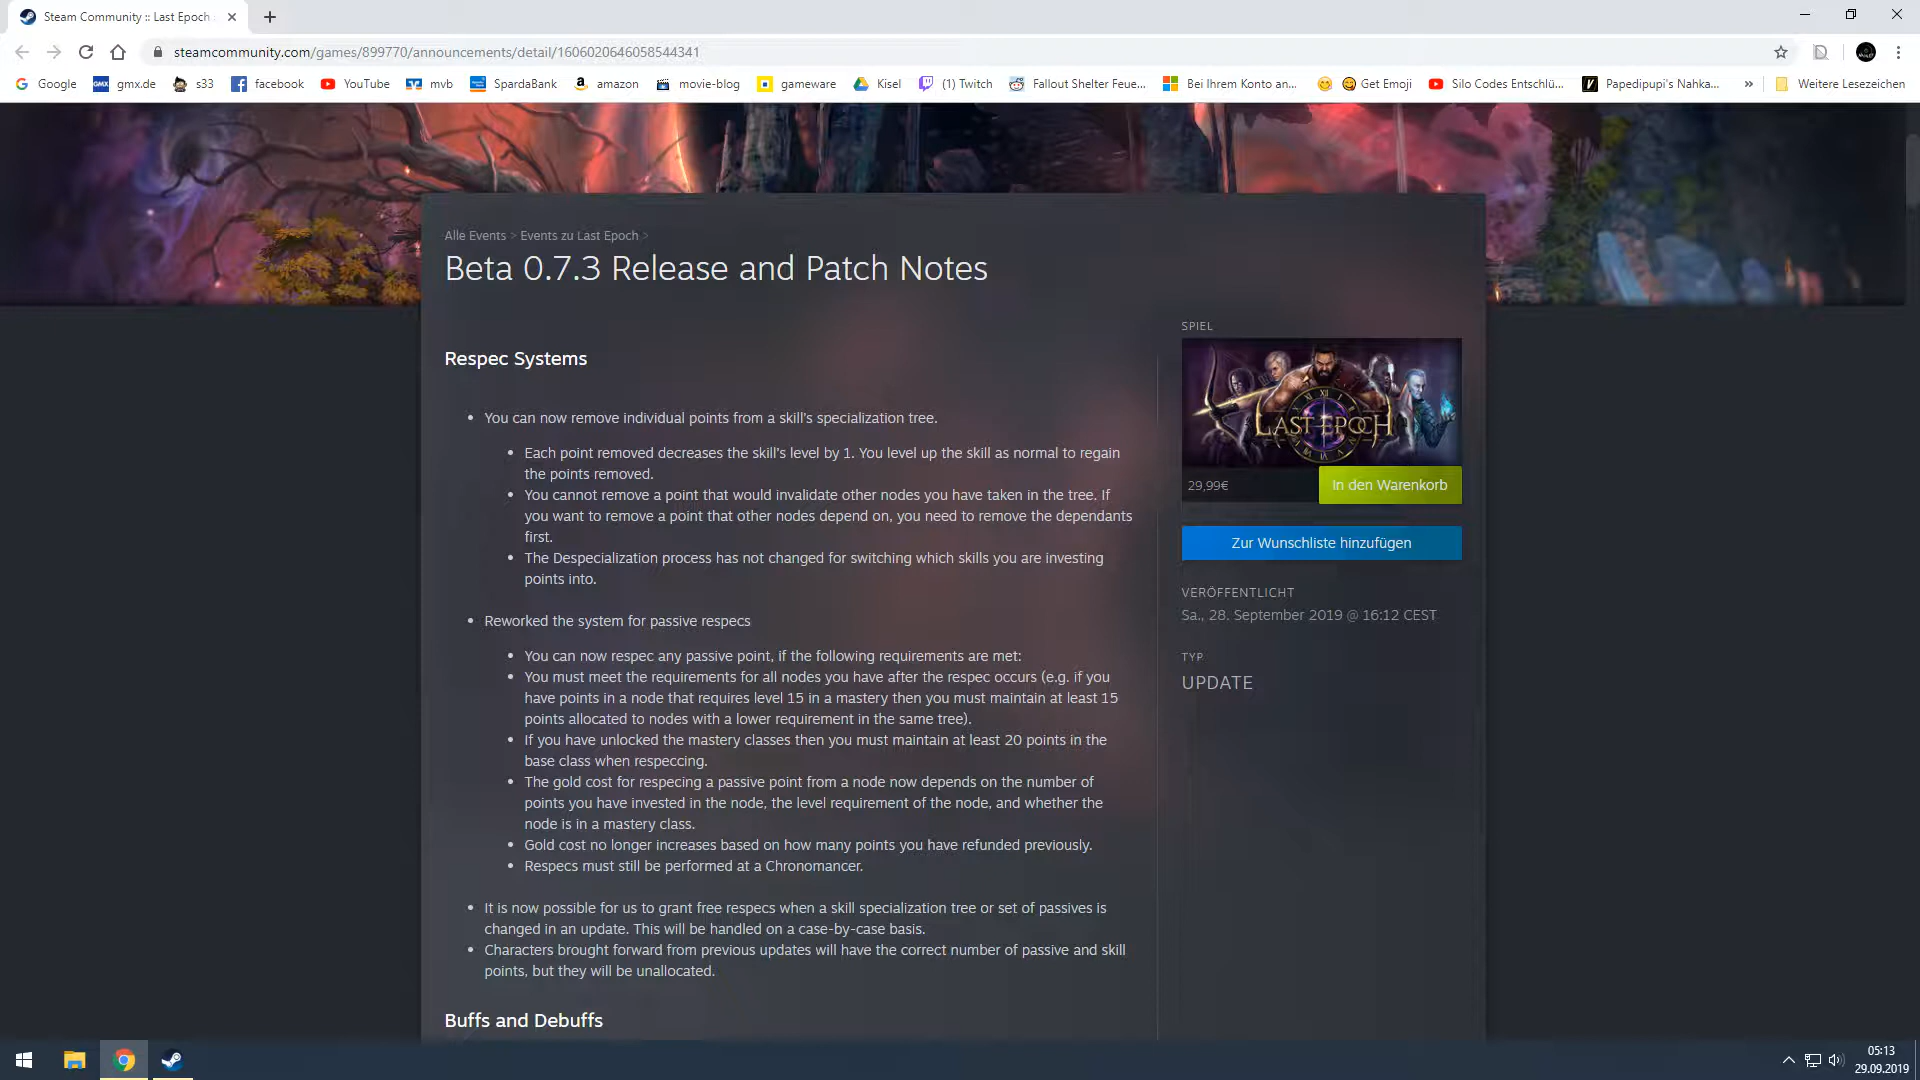 Steam Community :: Last Epoch
steamcommunity.com/games/899770/announcements/detail/1606020646058544341
Google
gmx.de
s33
facebook
YouTube
mvb
SpardaBank
amazon
movie-blog
gameware
Kisel
(1) Twitch
Fallout Shelter Feue...
Bei Ihrem Konto an...
Get Emoji
Silo Codes Entschlü...
Papedipupi's Nahka...
»
Weitere Lesezeichen
Alle Events > Events zu Last Epoch >
Beta 0.7.3 Release and Patch Notes
Respec Systems
• You can now remove individual points from a skill's specialization tree.
• Each point removed decreases the skill's level by 1. You level up the skill as normal to regain
the points removed.
• You cannot remove a point that would invalidate other nodes you have taken in the tree. If
you want to remove a point that other nodes depend on, you need to remove the dependants
first.
• The Despecialization process has not changed for switching which skills you are investing
points into.
• Reworked the system for passive respecs
• You can now respec any passive point, if the following requirements are met:
• You must meet the requirements for all nodes you have after the respec occurs (e.g. if you
have points in a node that requires level 15 in a mastery then you must maintain at least 15
points allocated to nodes with a lower requirement in the same tree).
• If you have unlocked the mastery classes then you must maintain at least 20 points in the
base class when respeccing.
• The gold cost for respecing a passive point from a node now depends on the number of
points you have invested in the node, the level requirement of the node, and whether the
node is in a mastery class.
• Gold cost no longer increases based on how many points you have refunded previously.
• Respecs must still be performed at a Chronomancer.
• It is now possible for us to grant free respecs when a skill specialization tree or set of passives is
changed in an update. This will be handled on a case-by-case basis.
• Characters brought forward from previous updates will have the correct number of passive and skill
points, but they will be unallocated.
Buffs and Debuffs
SPIEL
LAST EPOCH
29,99€
In den Warenkorb
Zur Wunschliste hinzufügen
VERÖFFENTLICHT
Sa., 28. September 2019 @ 16:12 CEST
TYP
UPDATE
05:13
29.09.2019